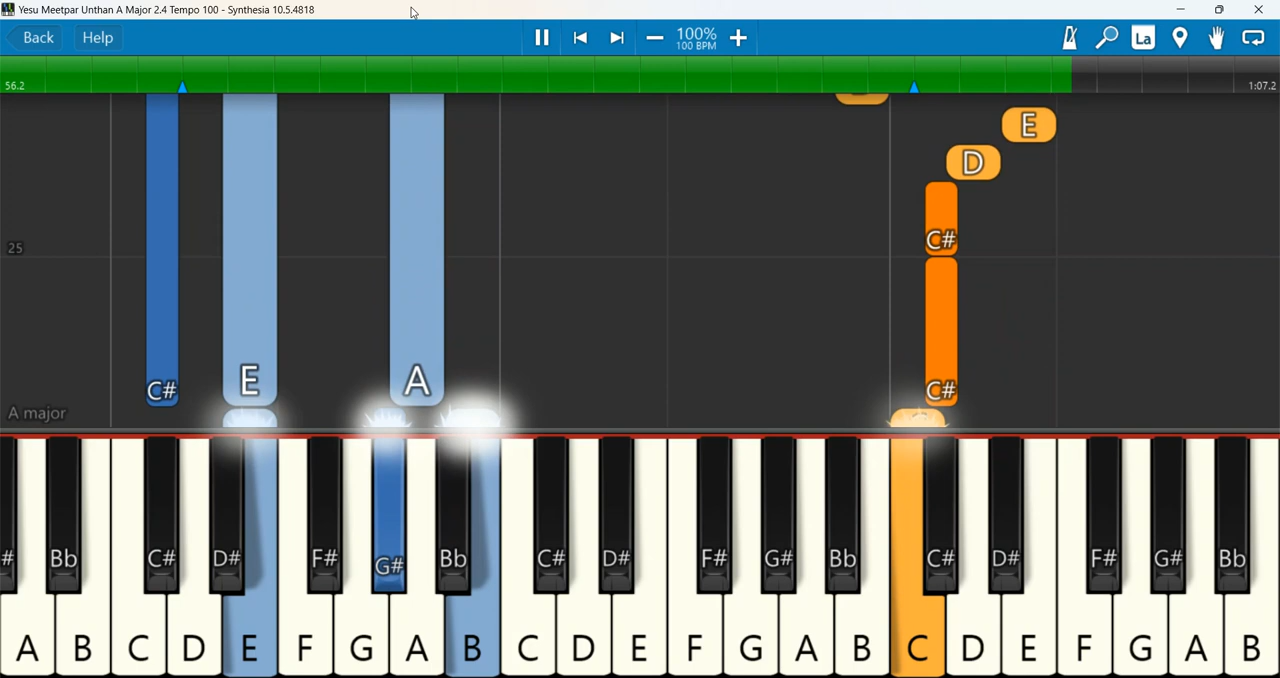 Yesu Meetpar Unthan A Major 2.4 Tempo 100 - Synthesia 10.5.4818
Back Help 100% La
100 BPM
56.2 1:07.2
E
D
C#
25
E A
C# C#
A major
# Bb C# D# F# G# Bb C# D# F# G# Bb C# D# F# G# Bb
A B C D E F G A B C D E F G A B C D E F G A B